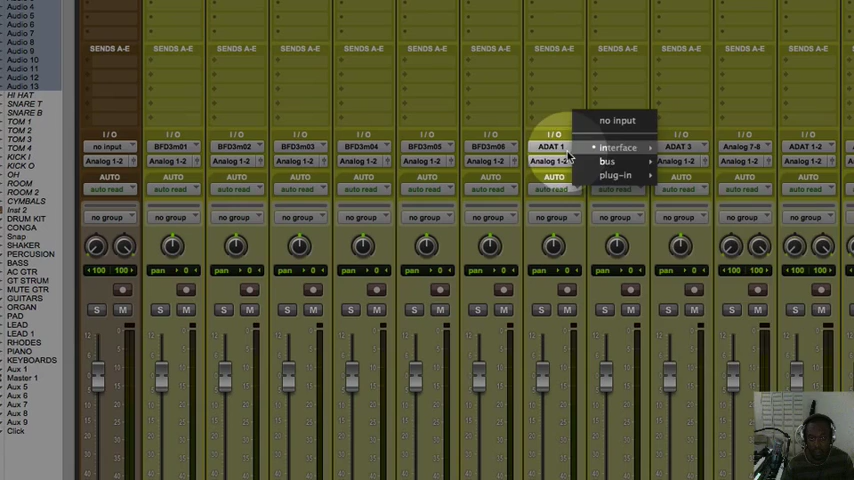 Audio 4
Audio 5
Audio 6
Audio 7
Audio 8
Audio 9
Audio 10
Audio 11
Audio 12
Audio 13
HI HAT
SNARE T
SNARE B
TOM 1
TOM 2
TOM 3
TOM 4
KICK I
KICK O
OH
ROOM
ROOM 2
CYMBALS
Inst 2
DRUM KIT
CONGA
Snap
SHAKER
PERCUSSION
BASS
AC GTR
GT STRUM
GUITARS
ORGAN
PAD
LEAD
LEAD 1
RHODES
PIANO
KEYBOARDS
Aux 1
Master 1
Aux 5
Aux 6
Aux 7
Aux 8
Aux 9
Click
SENDS A-E SENDS A-E SENDS A-E SENDS A-E SENDS A-E SENDS A-E SENDS A-E SENDS A-E SENDS A-E SENDS A-E SENDS A-E SENDS A-E
I / O I / O I / O I / O I / O I / O I / O I / O I / O I / O
no input BFD3m01 BFD3m02 BFD3m03 BFD3m04 BFD3m05 BFD3m06 ADAT 1 ADAT 3 Analog 7-8 ADAT 1-2
Analog 1-2 Analog 1-2 Analog 1-2 Analog 1-2 Analog 1-2 Analog 1-2 Analog 1-2 Analog 1-2 Analog 1-2 Analog 1-2 Analog 1-2
no input
interface
bus
plug-in
AUTO AUTO AUTO AUTO AUTO AUTO AUTO AUTO AUTO AUTO AUTO AUTO
auto read auto read auto read auto read auto read auto read auto read auto read auto read auto read auto read auto read
no group no group no group no group no group no group no group no group no group no group no group no group
100 100 pan 0 pan 0 pan 0 pan 0 pan 0 pan 0 pan 0 pan 0 pan 0 100 100 100 100
S M S M S M S M S M S M S M S M S M S M S M S M